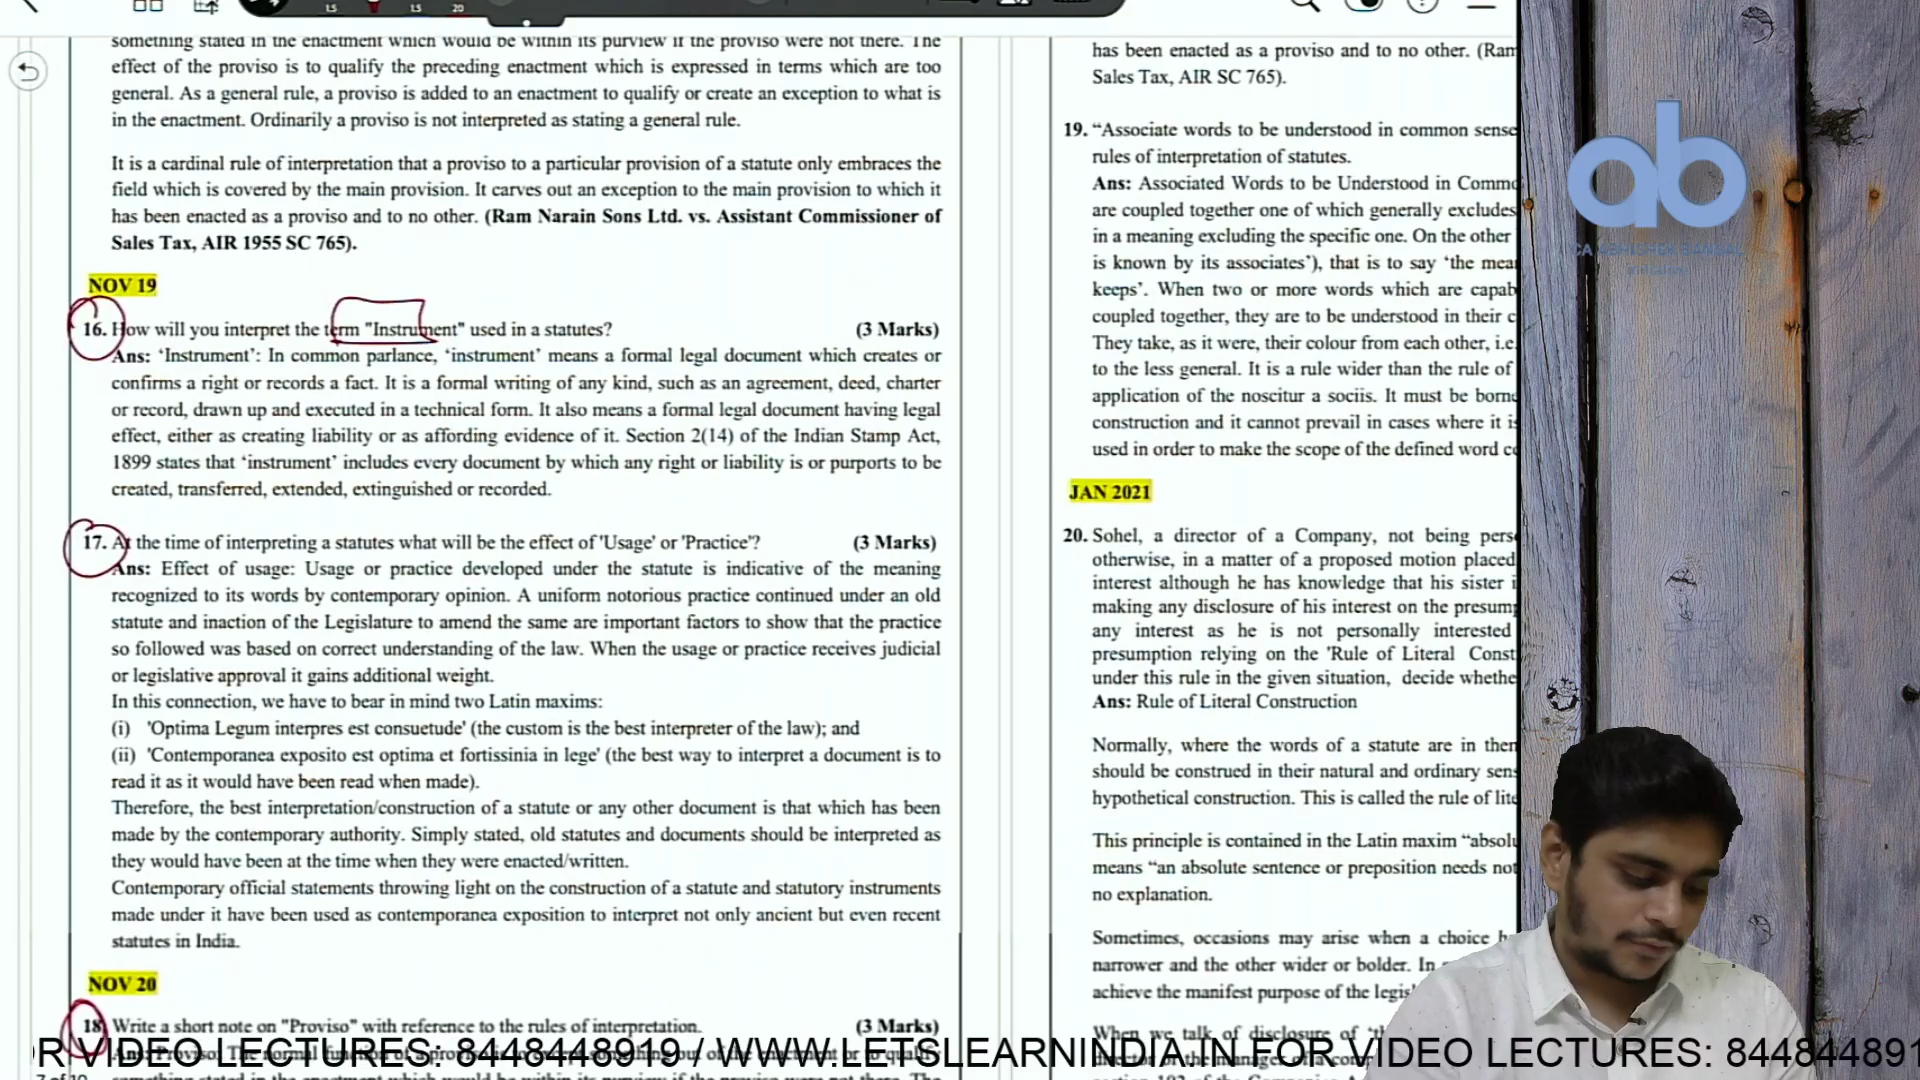 1.5
1.5
20
something stated in the enactment which would be within its purview if the proviso were not there. The
effect of the proviso is to qualify the preceding enactment which is expressed in terms which are too
general. As a general rule, a proviso is added to an enactment to qualify or create an exception to what is
in the enactment. Ordinarily a proviso is not interpreted as stating a general rule.
It is a cardinal rule of interpretation that a proviso to a particular provision of a statute only embraces the
field which is covered by the main provision. It carves out an exception to the main provision to which it
has been enacted as a proviso and to no other. (Ram Narain Sons Ltd. vs. Assistant Commissioner of
Sales Tax, AIR 1955 SC 765).
NOV 19
16. How will you interpret the term "Instrument" used in a statutes? (3 Marks)
Ans: ‘Instrument’: In common parlance, ‘instrument’ means a formal legal document which creates or
confirms a right or records a fact. It is a formal writing of any kind, such as an agreement, deed, charter
or record, drawn up and executed in a technical form. It also means a formal legal document having legal
effect, either as creating liability or as affording evidence of it. Section 2(14) of the Indian Stamp Act,
1899 states that ‘instrument’ includes every document by which any right or liability is or purports to be
created, transferred, extended, extinguished or recorded.
17. At the time of interpreting a statutes what will be the effect of 'Usage' or 'Practice'? (3 Marks)
Ans: Effect of usage: Usage or practice developed under the statute is indicative of the meaning
recognized to its words by contemporary opinion. A uniform notorious practice continued under an old
statute and inaction of the Legislature to amend the same are important factors to show that the practice
so followed was based on correct understanding of the law. When the usage or practice receives judicial
or legislative approval it gains additional weight.
In this connection, we have to bear in mind two Latin maxims:
(i) 'Optima Legum interpres est consuetude' (the custom is the best interpreter of the law); and
(ii) 'Contemporanea exposito est optima et fortissinia in lege' (the best way to interpret a document is to
read it as it would have been read when made).
Therefore, the best interpretation/construction of a statute or any other document is that which has been
made by the contemporary authority. Simply stated, old statutes and documents should be interpreted as
they would have been at the time when they were enacted/written.
Contemporary official statements throwing light on the construction of a statute and statutory instruments
made under it have been used as contemporanea exposition to interpret not only ancient but even recent
statutes in India.
NOV 20
18. Write a short note on "Proviso" with reference to the rules of interpretation. (3 Marks)
has been enacted as a proviso and to no other. (Ram
Sales Tax, AIR SC 765).
19. “Associate words to be understood in common sense
rules of interpretation of statutes.
Ans: Associated Words to be Understood in Commo
are coupled together one of which generally excludes
in a meaning excluding the specific one. On the other
is known by its associates’), that is to say ‘the mea
keeps’. When two or more words which are capab
coupled together, they are to be understood in their c
They take, as it were, their colour from each other, i.e.
to the less general. It is a rule wider than the rule of
application of the noscitur a sociis. It must be borne
construction and it cannot prevail in cases where it is
used in order to make the scope of the defined word co
JAN 2021
20. Sohel, a director of a Company, not being pers
otherwise, in a matter of a proposed motion placed
interest although he has knowledge that his sister i
making any disclosure of his interest on the presump
any interest as he is not personally interested
presumption relying on the 'Rule of Literal Const
under this rule in the given situation, decide whethe
Ans: Rule of Literal Construction
Normally, where the words of a statute are in then
should be construed in their natural and ordinary sens
hypothetical construction. This is called the rule of lite
This principle is contained in the Latin maxim “absolu
means “an absolute sentence or preposition needs not
no explanation.
Sometimes, occasions may arise when a choice h
narrower and the other wider or bolder. In
achieve the manifest purpose of the legis
When we talk of disclosure of
ab
CA ABHISHEK BANSAL
OR VIDEO LECTURES: 8448448919 / WWW.LETSLEARNINDIA.IN FOR VIDEO LECTURES: 844844891